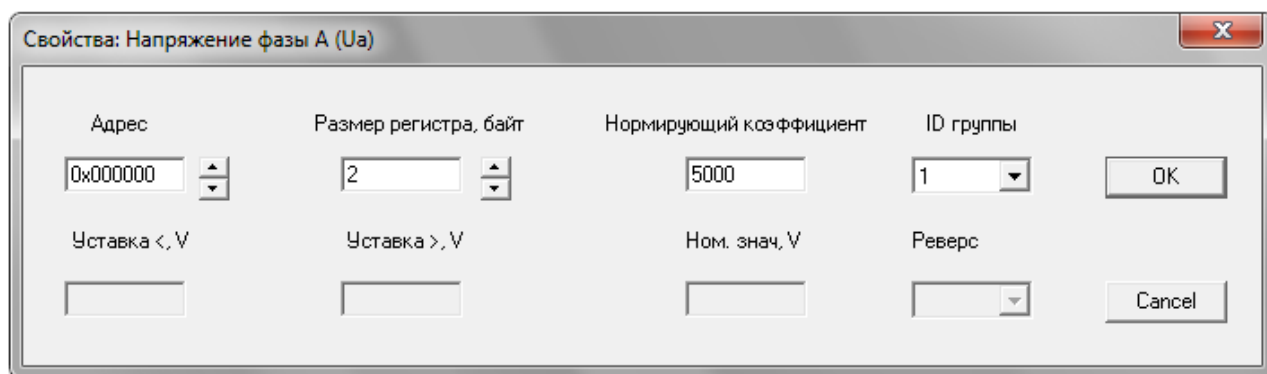 Свойства: Напряжение фазы А (Ua)
Адрес Размер регистра, байт Нормирующий коэффициент ID группы
0x000000 2 5000 1 OK
Уставка <, V Уставка >, V Ном. знач, V Реверс
Cancel